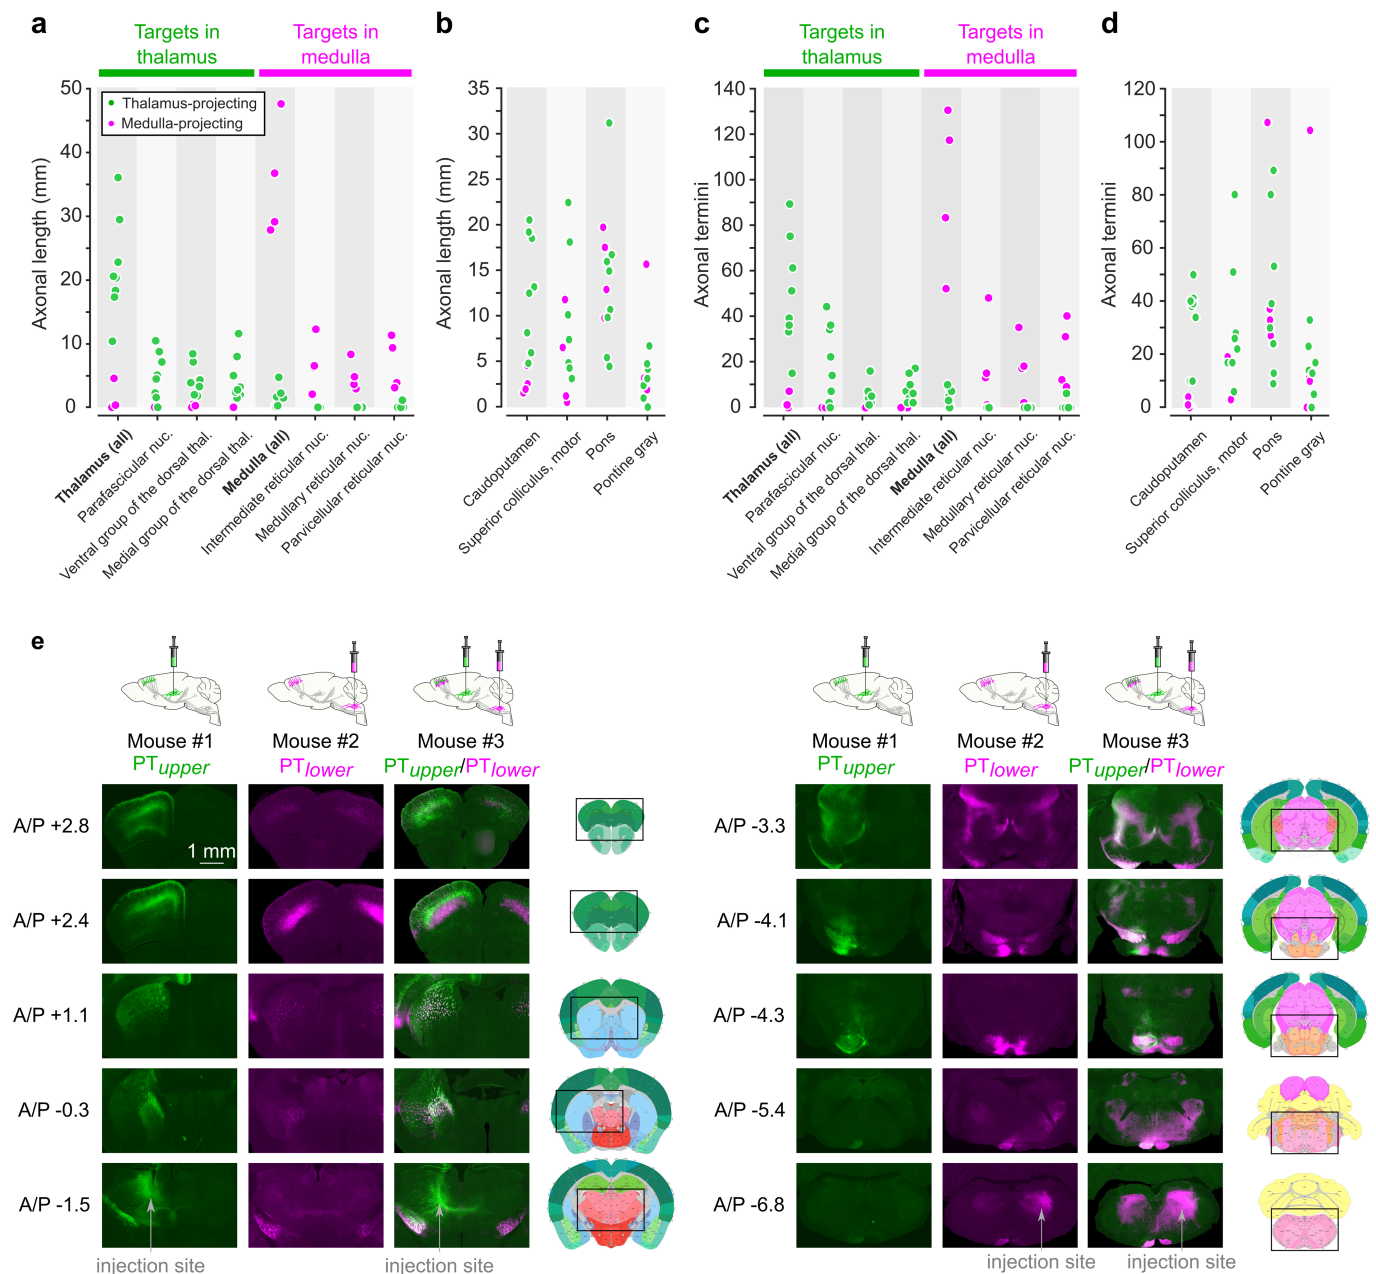 a
Targets in
thalamus
Targets in
medulla
Thalamus-projecting
Medulla-projecting
Axonal length (mm)
50
40
30
20
10
0
Thalamus (all)
Parafascicular nuc.
Ventral group of the dorsal thal.
Medial group of the dorsal thal.
Medulla (all)
Intermediate reticular nuc.
Medullary reticular nuc.
Parvicellular reticular nuc.
b
Axonal length (mm)
35
30
25
20
15
10
5
0
Caudoputamen
Superior colliculus, motor
Pons
Pontine gray
c
Targets in
thalamus
Targets in
medulla
Axonal termini
140
120
100
80
60
40
20
0
Thalamus (all)
Parafascicular nuc.
Ventral group of the dorsal thal.
Medial group of the dorsal thal.
Medulla (all)
Intermediate reticular nuc.
Medullary reticular nuc.
Parvicellular reticular nuc.
d
Axonal termini
120
100
80
60
40
20
0
Caudoputamen
Superior colliculus, motor
Pons
Pontine gray
e
Mouse #1
PTupper
Mouse #2
PTlower
Mouse #3
PTupper/PTlower
A/P +2.8
1 mm
A/P +2.4
A/P +1.1
A/P -0.3
A/P -1.5
injection site
injection site
Mouse #1
PTupper
Mouse #2
PTlower
Mouse #3
PTupper/PTlower
A/P -3.3
A/P -4.1
A/P -4.3
A/P -5.4
A/P -6.8
injection site
injection site